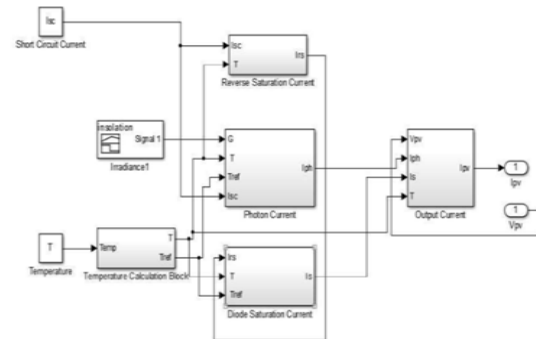 Isc
Short Circuit Current
Isc
T
Irs
Reverse Saturation Current
insolation
Signal 1
Irradiance1
G
T
Tref
Isc
Iph
Photon Current
Vpv
Iph
Is
T
Ipv
Output Current
1
Ipv
1
Vpv
T
Temperature
Temp
T
Tref
Temperature Calculation Block
Irs
T
Tref
Is
Diode Saturation Current